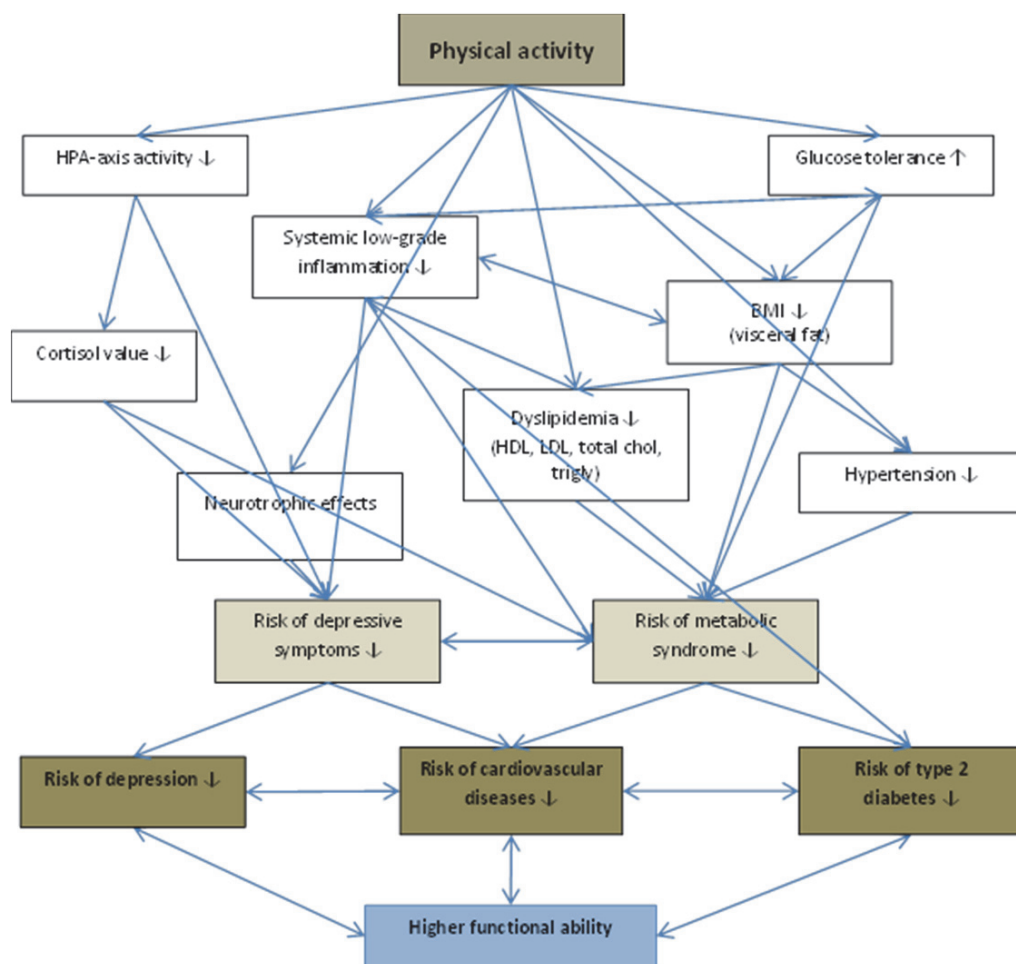 Physical activity
HPA-axis activity ↓
Glucose tolerance ↑
Systemic low-grade
inflammation ↓
BMI ↓
(visceral fat)
Cortisol value ↓
Dyslipidemia ↓
(HDL, LDL, total chol,
trigly)
Hypertension ↓
Neurotrophic effects
Risk of depressive
symptoms ↓
Risk of metabolic
syndrome ↓
Risk of depression ↓
Risk of cardiovascular
diseases ↓
Risk of type 2
diabetes ↓
Higher functional ability